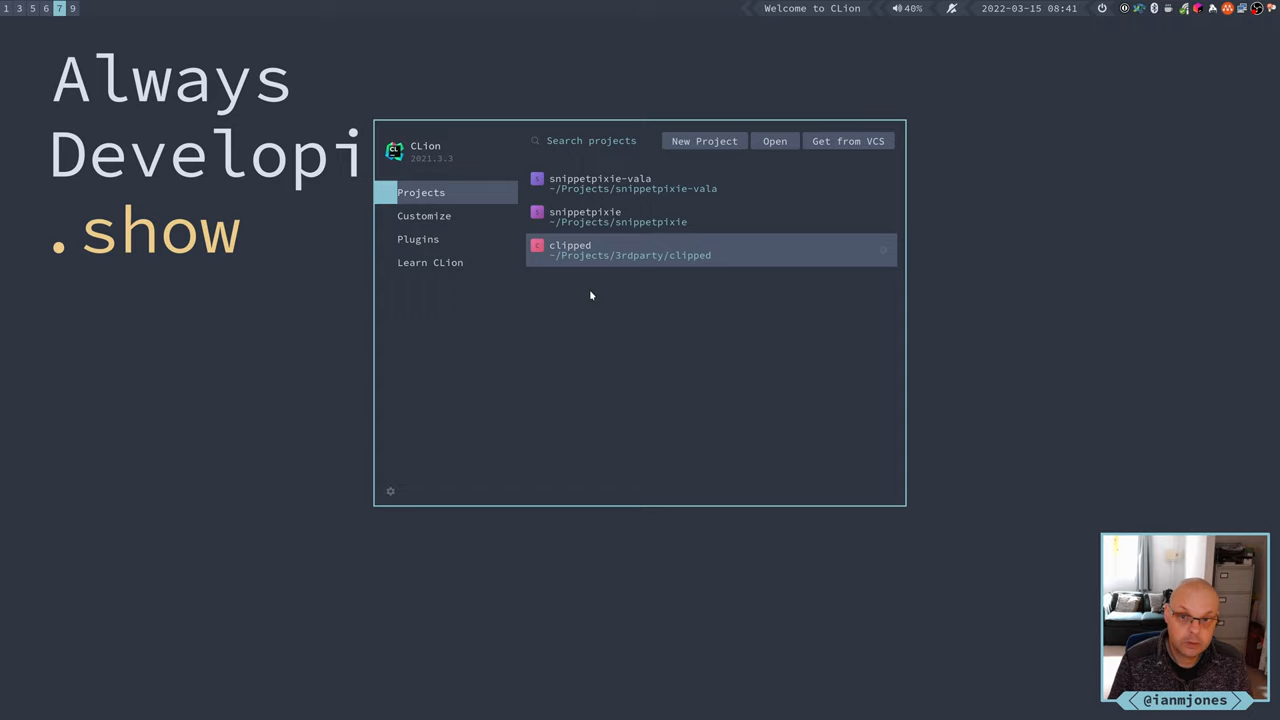 1 3 5 6 7 9
Welcome to CLion
40%
2022-03-15 08:41
Always
Developi
.show
CLion
2021.3.3
Search projects
New Project
Open
Get from VCS
Projects
Customize
Plugins
Learn CLion
S
snippetpixie-vala
~/Projects/snippetpixie-vala
S
snippetpixie
~/Projects/snippetpixie
C
clipped
~/Projects/3rdparty/clipped
@ianmjones